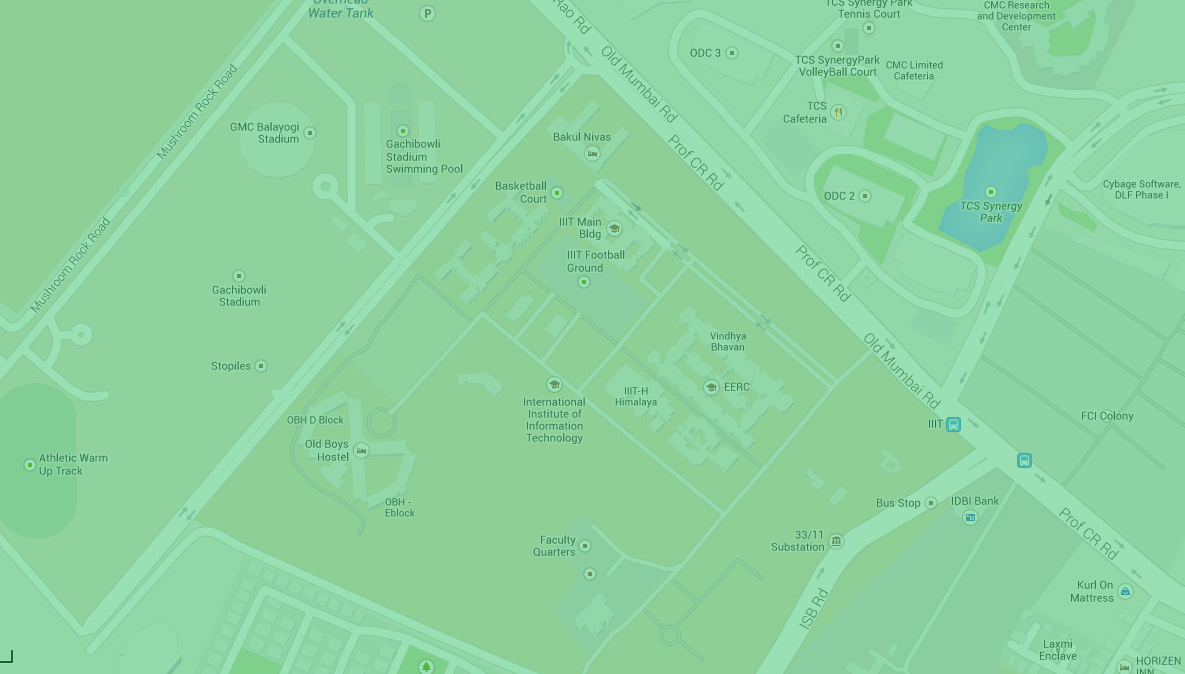 Overhead
Water Tank
P
Rao Rd
TCS Synergy Park
Tennis Court
CMC Research
and Development
Center
ODC 3
Old Mumbai Rd
TCS SynergyPark
VolleyBall Court
CMC Limited
Cafeteria
Mushroom Rock Road
GMC Balayogi
Stadium
Gachibowli
Stadium
Swimming Pool
Bakul Nivas
TCS
Cafeteria
Prof CR Rd
Basketball
Court
ODC 2
TCS Synergy
Park
Cybage Software,
DLF Phase I
IIIT Main
Bldg
IIIT Football
Ground
Mushroom Rock Road
Gachibowli
Stadium
Prof CR Rd
Vindhya
Bhavan
Old Mumbai Rd
Stopiles
EERC
IIIT-H
Himalaya
International
Institute of
Information
Technology
OBH D Block
Old Boys
Hostel
IIIT
FCI Colony
Athletic Warm
Up Track
OBH -
Eblock
Bus Stop
IDBI Bank
Prof CR Rd
Faculty
Quarters
33/11
Substation
ISB Rd
Kurl On
Mattress
Laxmi
Enclave
HORIZEN
INN